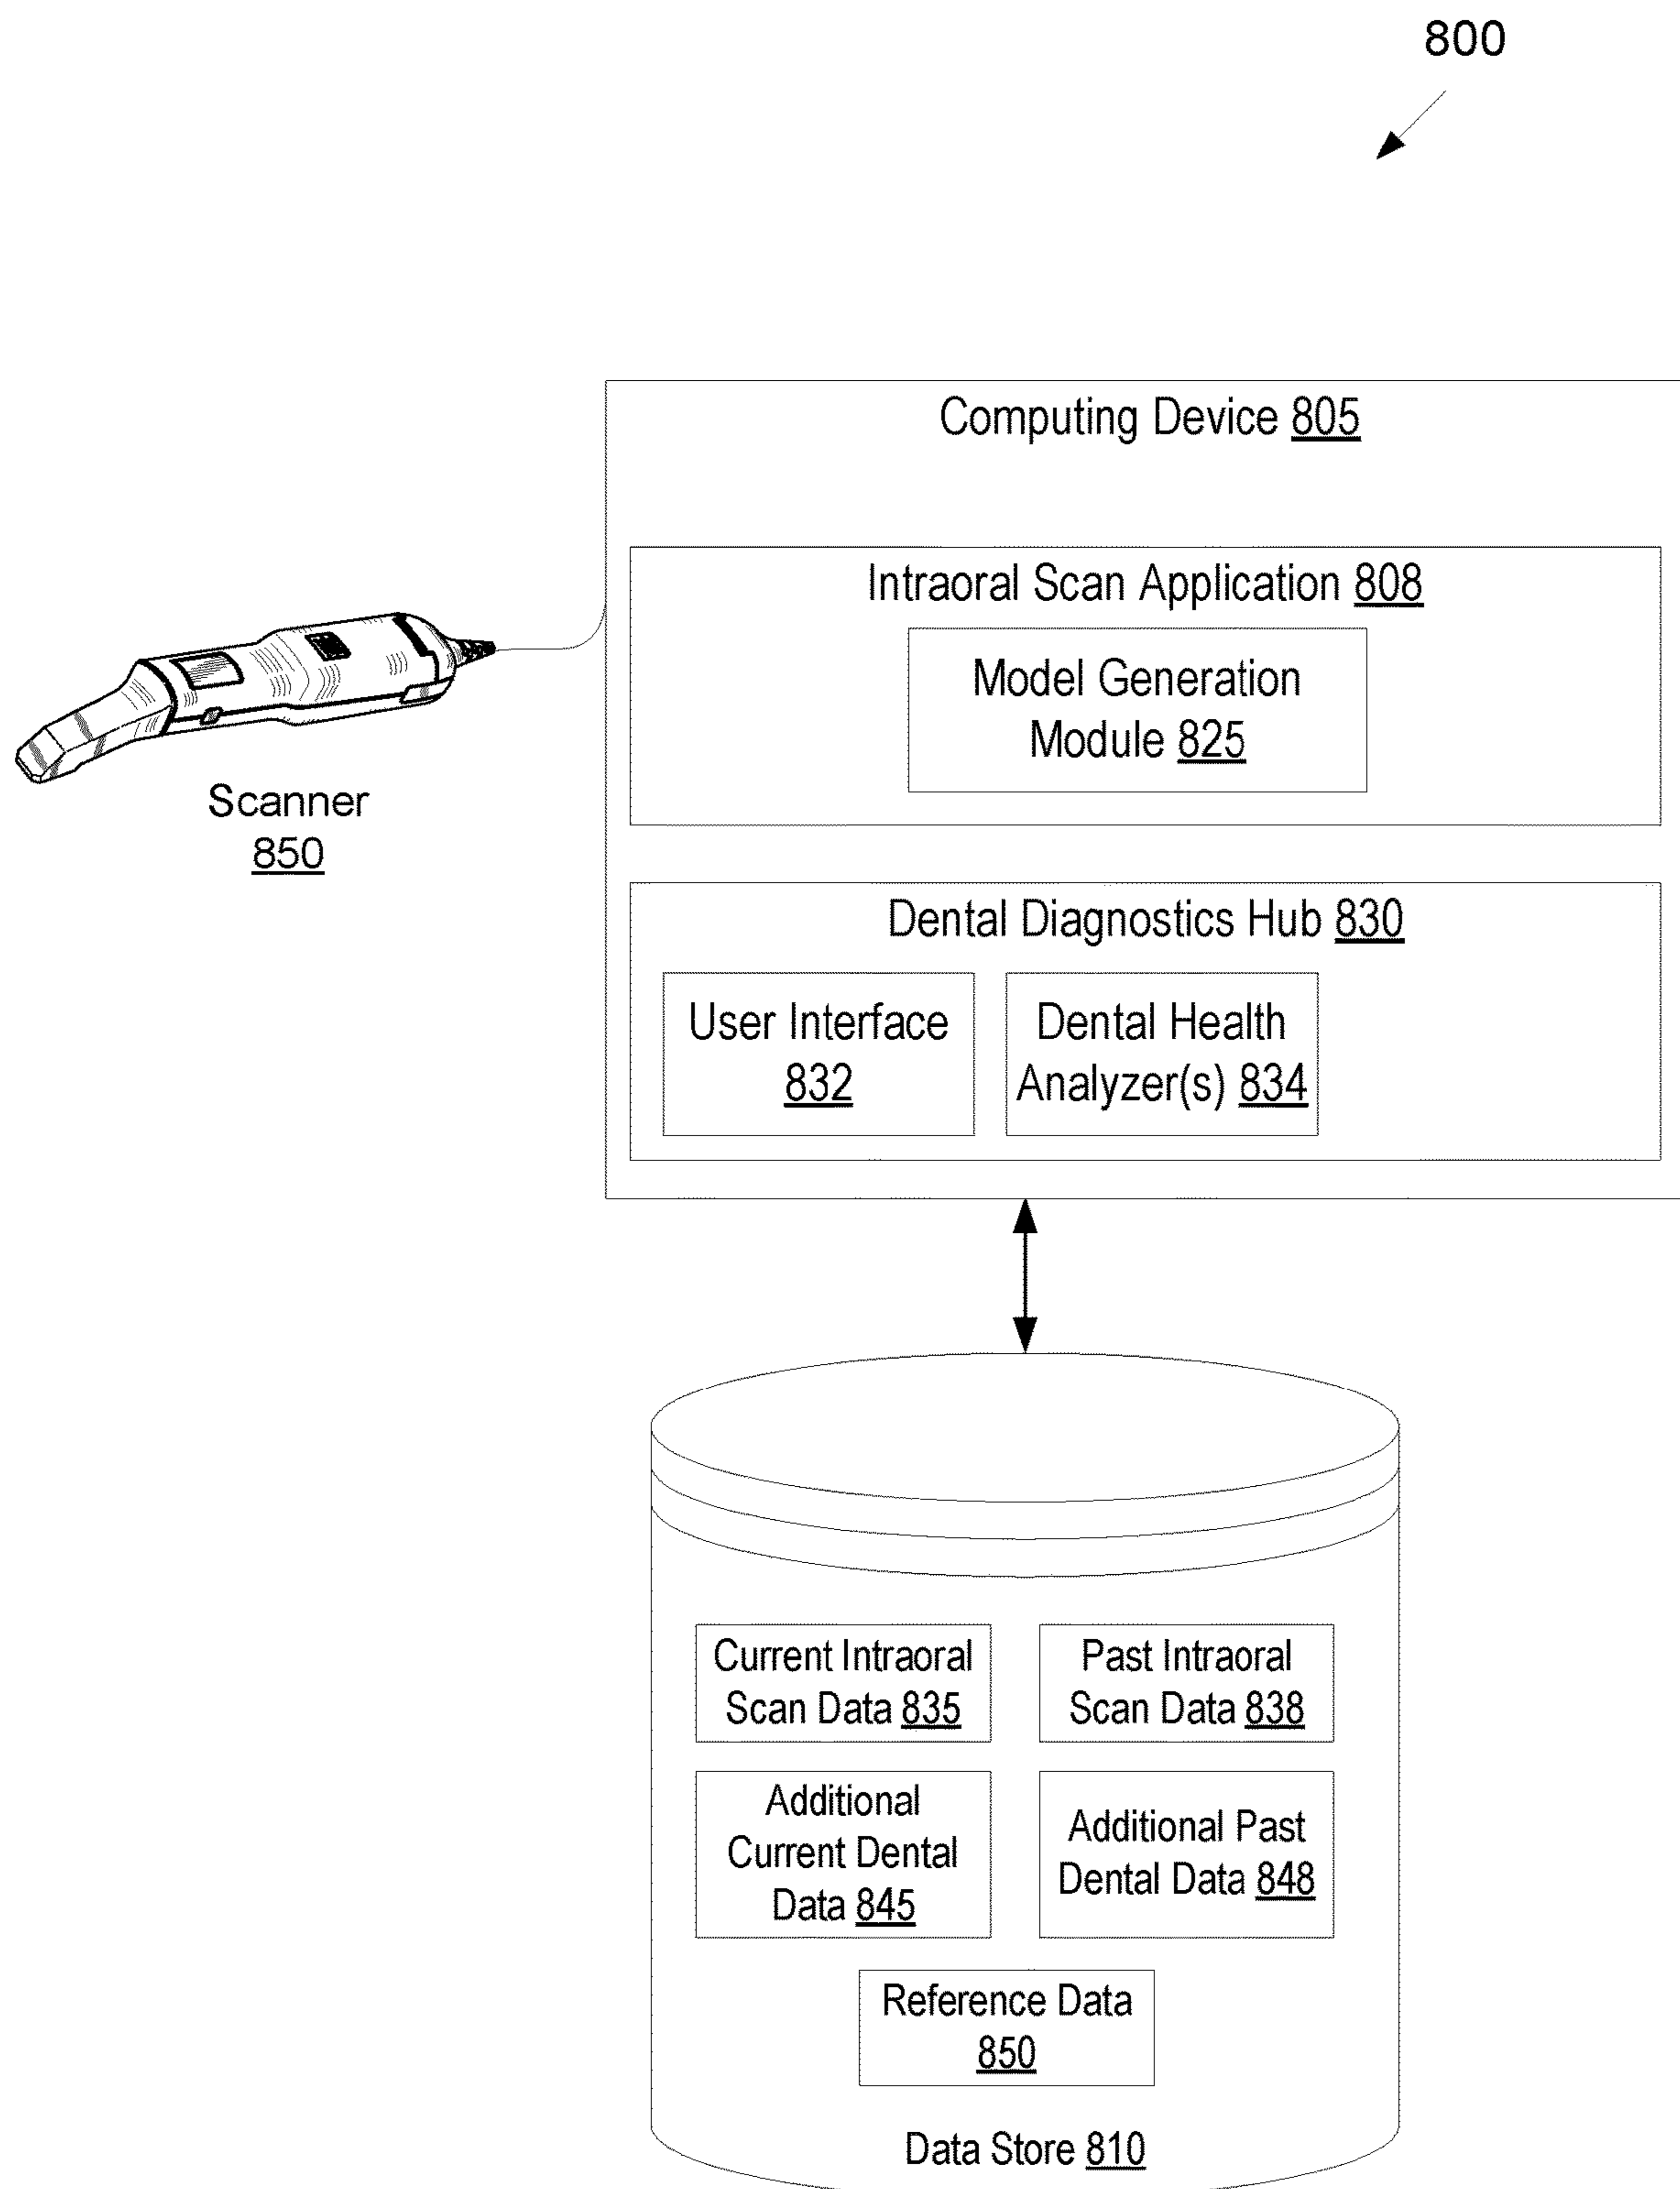 800
Computing Device 805
Intraoral Scan Application 808
Model Generation
Module 825
Scanner
850
Dental Diagnostics Hub 830
User Interface
832
Dental Health
Analyzer(s) 834
Current Intraoral
Scan Data 835
Past Intraoral
Scan Data 838
Additional
Current Dental
Data 845
Additional Past
Dental Data 848
Reference Data
850
Data Store 810